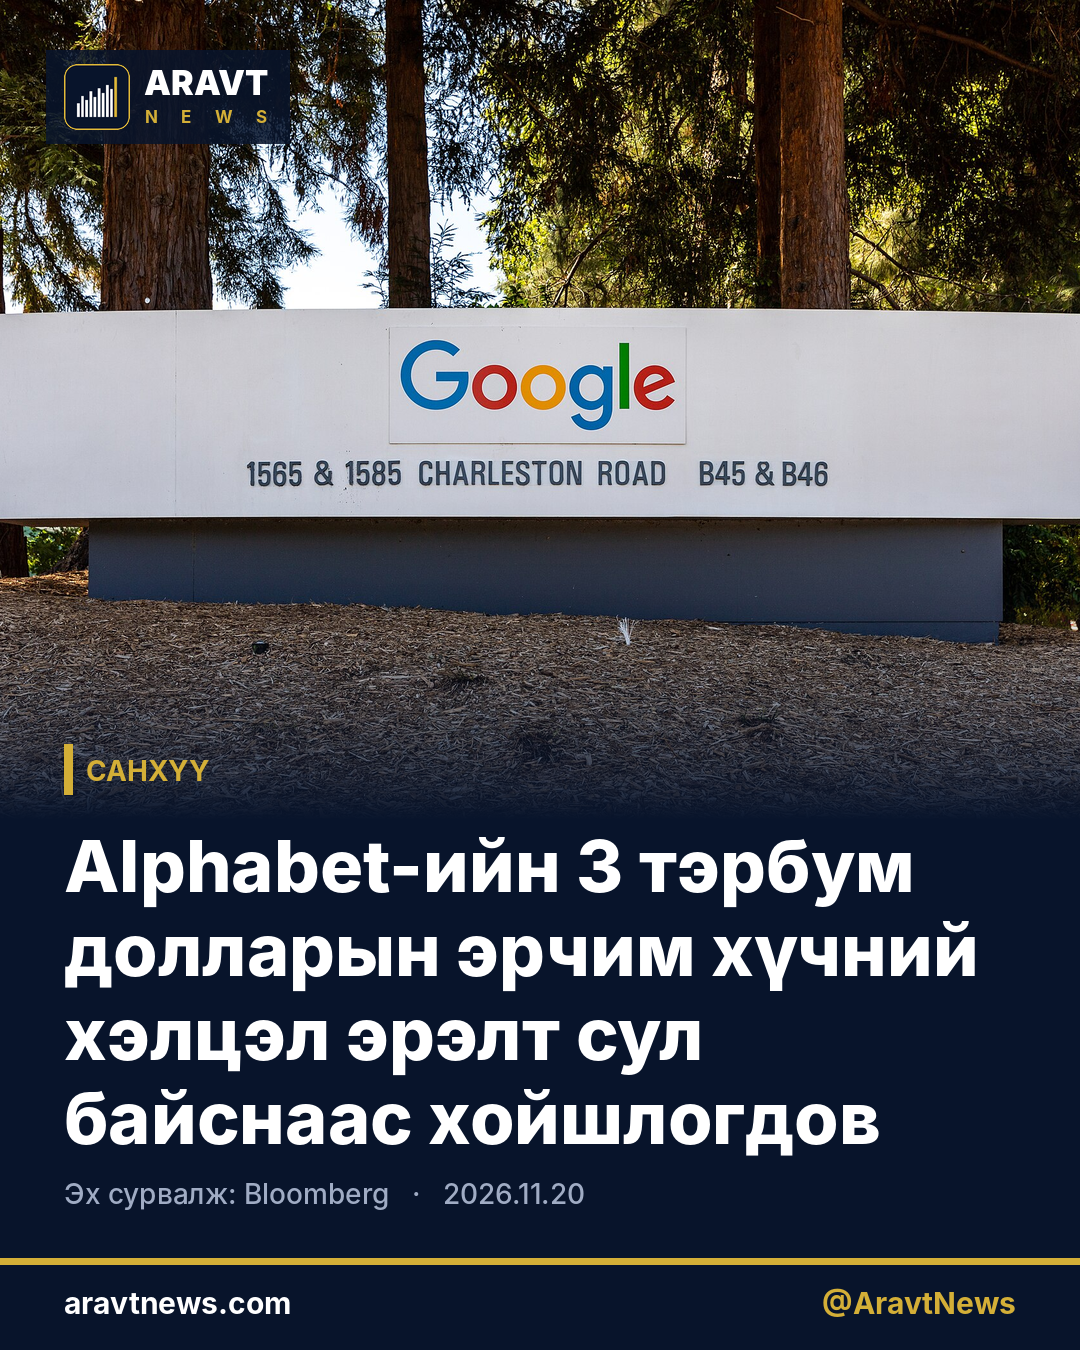 ARAVT
NEWS
Google
1565 & 1585 CHARLESTON ROAD B45 & B46
САНХҮҮ
Alphabet-ийн 3 тэрбум
долларын эрчим хүчний
хэлцэл эрэлт сул
байснаас хойшлогдов
Эх сурвалж: Bloomberg · 2026.11.20
aravtnews.com
@AravtNews